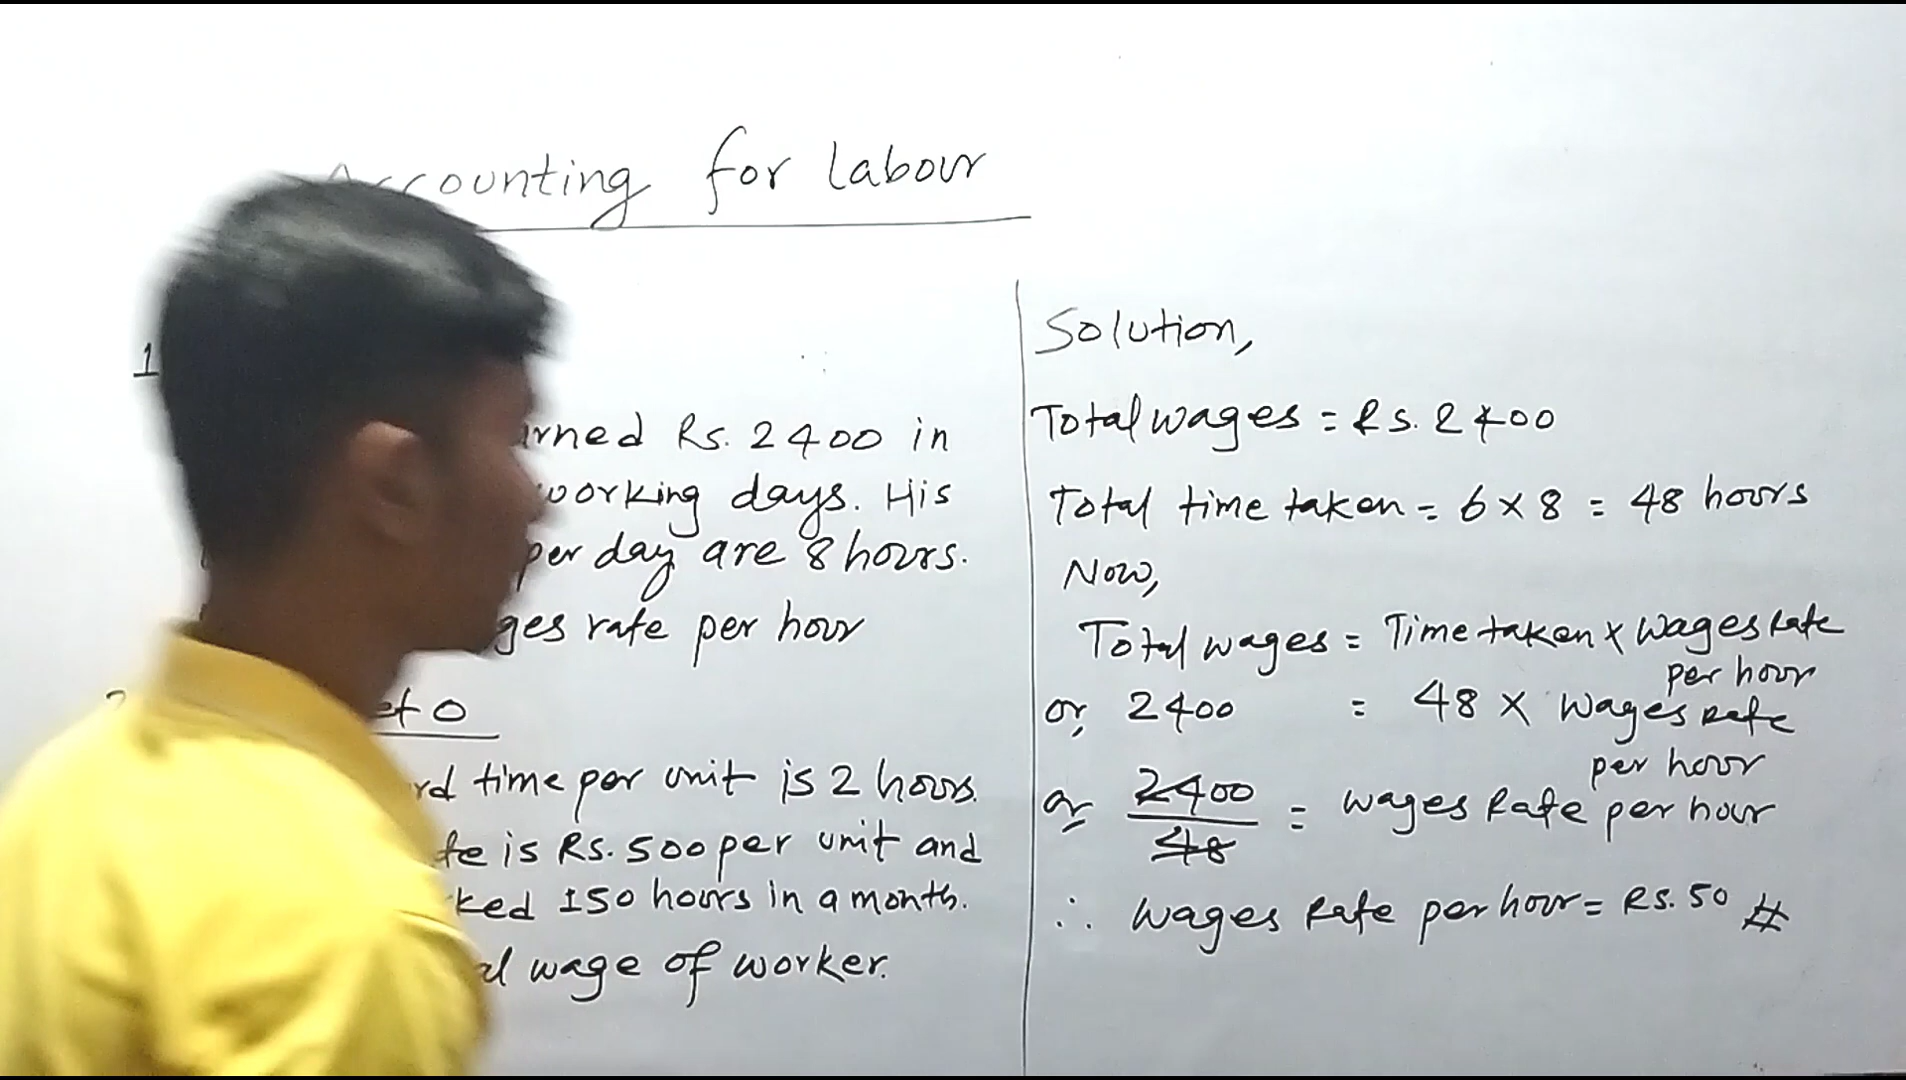 Accounting for Labour
1
rned Rs. 2400 in
working days. His
per day are 8 hours.
ges rate per hour
et 0
rd time per unit is 2 hours.
te is Rs. 500 per unit and
ked 150 hours in a month.
al wage of worker.
Solution,
Total wages = Rs. 2400
Total time taken = 6 x 8 = 48 hours
Now,
Total wages = Time taken x Wages Rate
per hour
or, 2400 = 48 x Wages Rate
per hour
or 2400/48 = wages Rate per hour
∴ Wages Rate per hour = Rs. 50 #